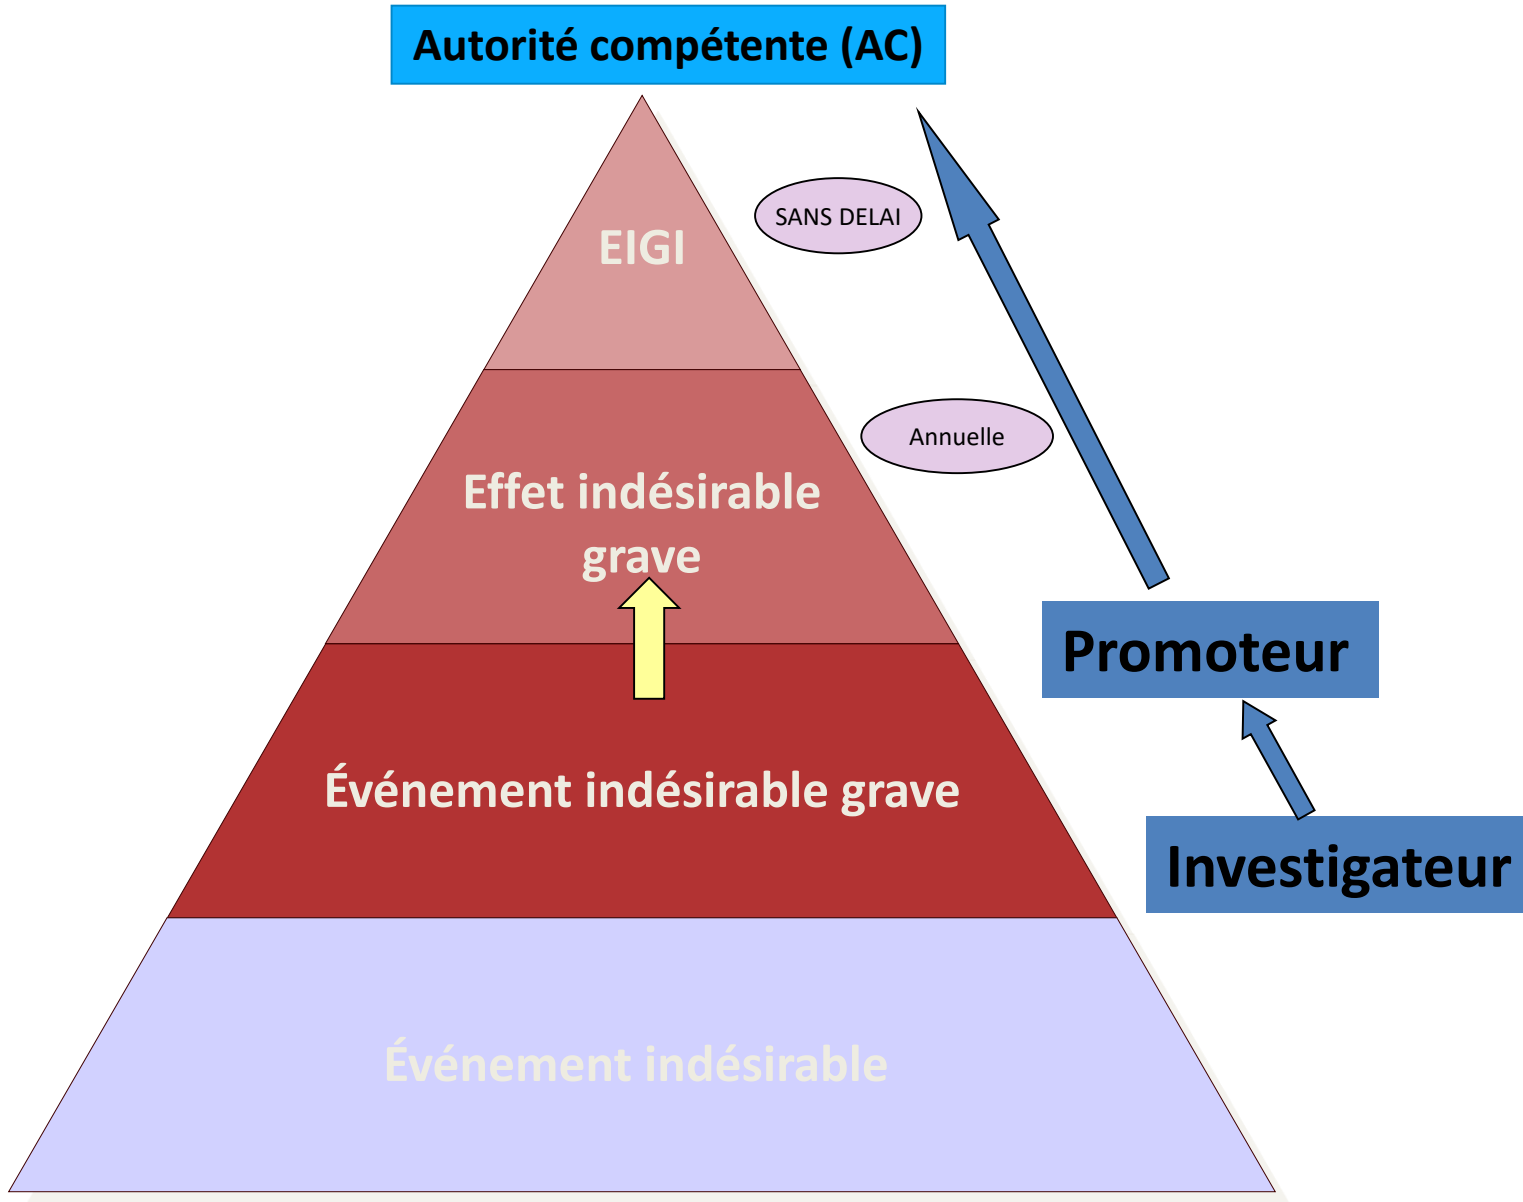 Autorité compétente (AC)
SANS DELAI
EIGI
Annuelle
Effet indésirable
grave
Promoteur
Événement indésirable grave
Investigateur
Événement indésirable